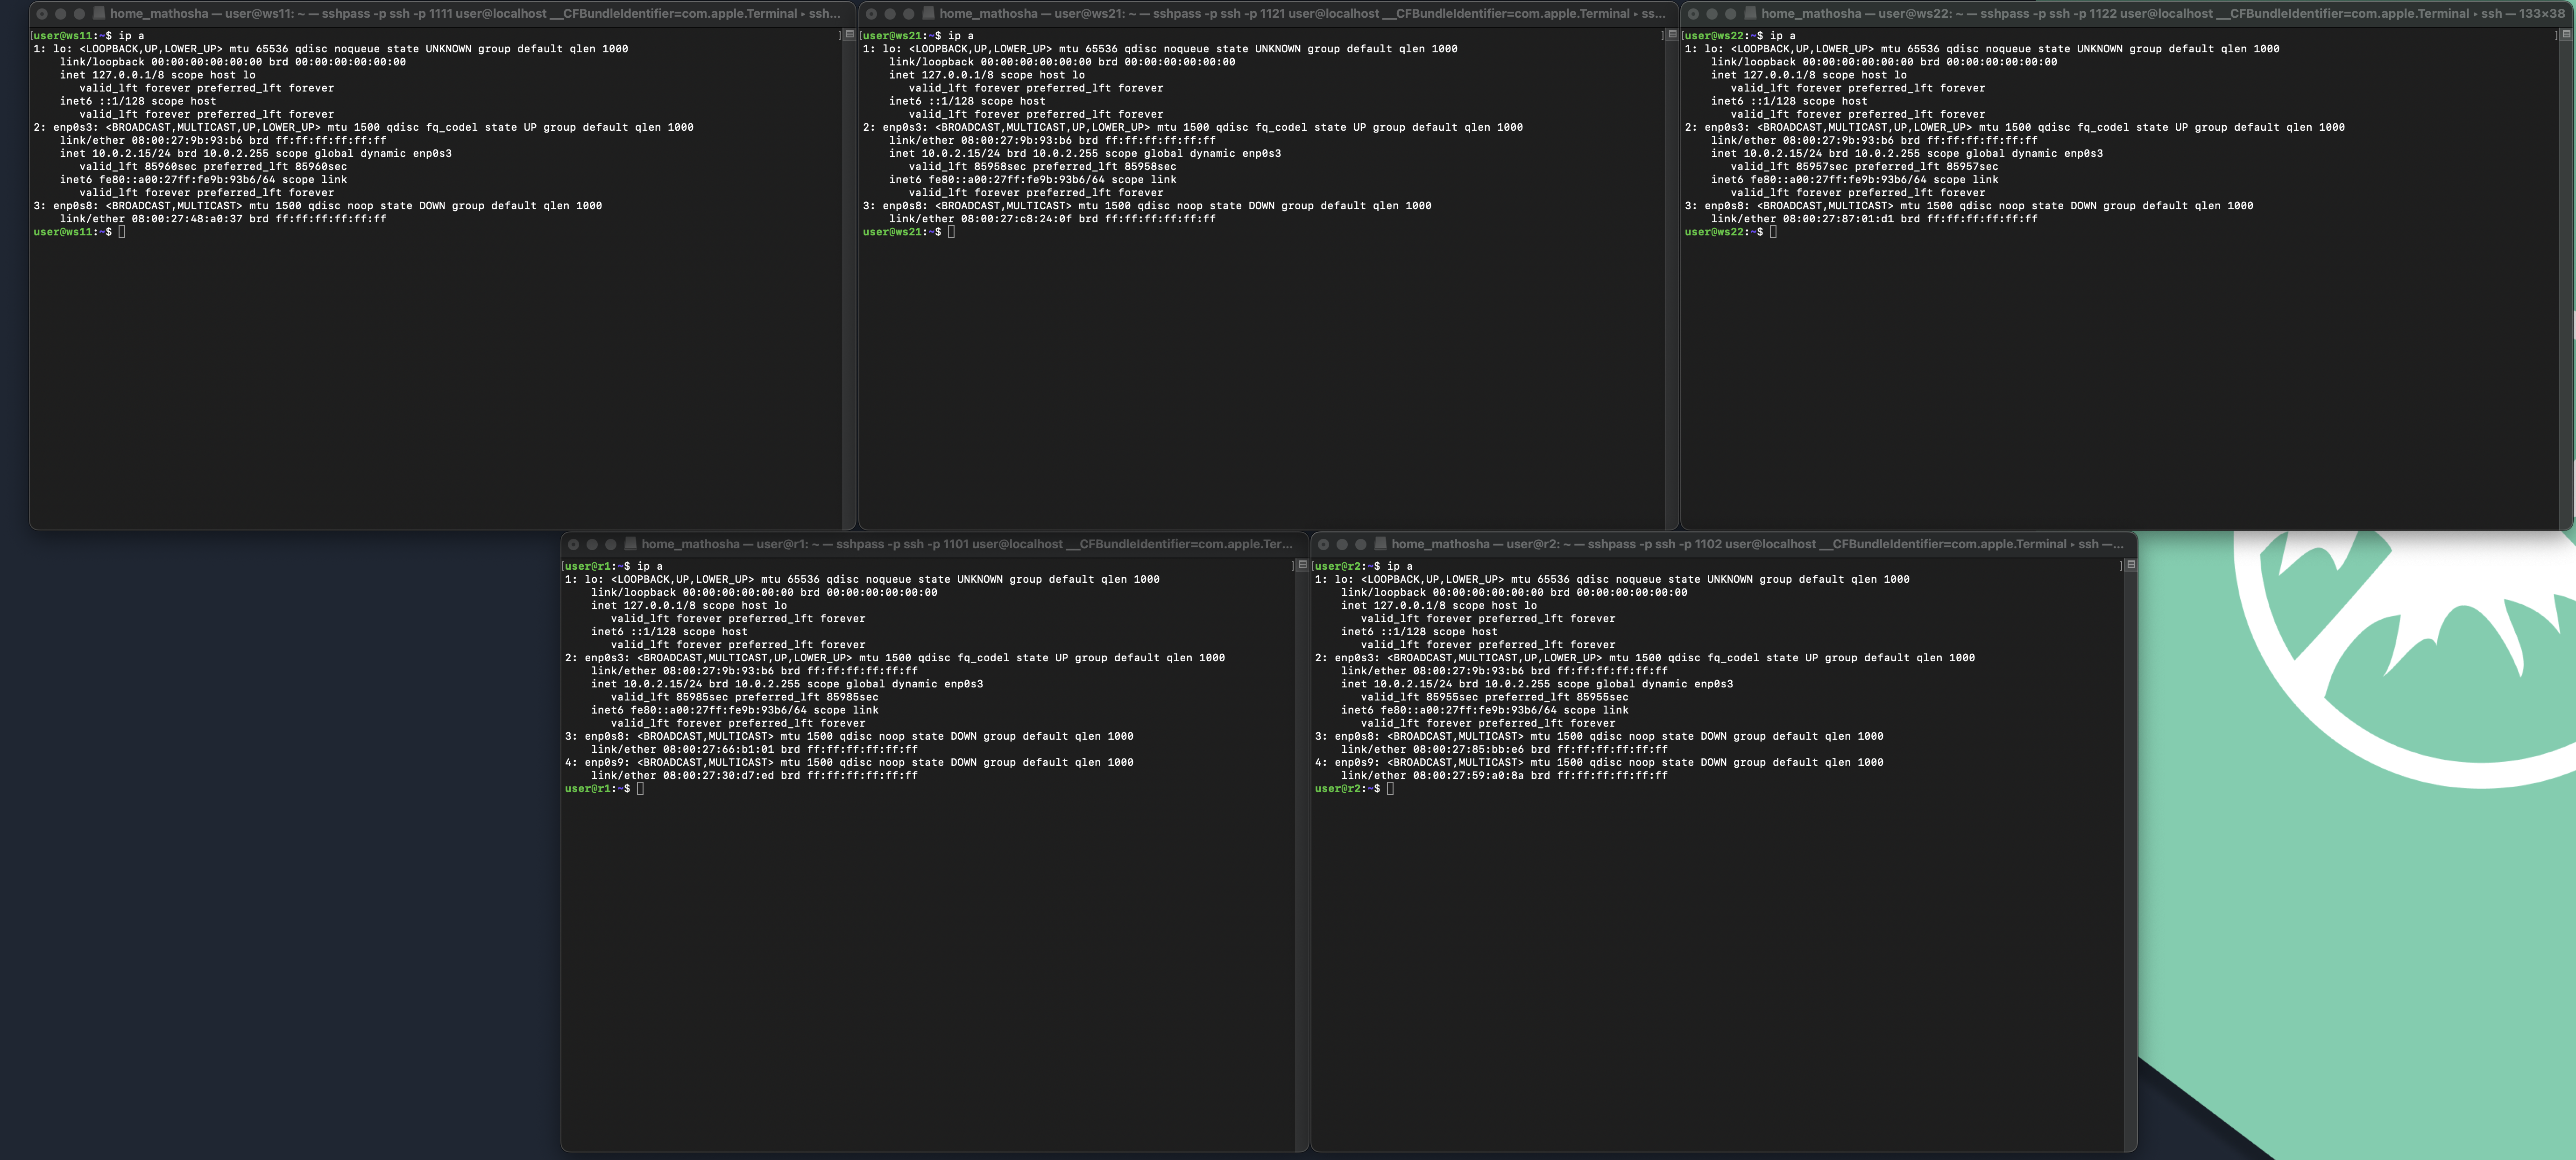 home_mathosha — user@ws11: ~ — sshpass -p ssh -p 1111 user@localhost __CFBundleIdentifier=com.apple.Terminal ▸ ssh...
[user@ws11:~$ ip a ]
1: lo: <LOOPBACK,UP,LOWER_UP> mtu 65536 qdisc noqueue state UNKNOWN group default qlen 1000
    link/loopback 00:00:00:00:00:00 brd 00:00:00:00:00:00
    inet 127.0.0.1/8 scope host lo
       valid_lft forever preferred_lft forever
    inet6 ::1/128 scope host
       valid_lft forever preferred_lft forever
2: enp0s3: <BROADCAST,MULTICAST,UP,LOWER_UP> mtu 1500 qdisc fq_codel state UP group default qlen 1000
    link/ether 08:00:27:9b:93:b6 brd ff:ff:ff:ff:ff:ff
    inet 10.0.2.15/24 brd 10.0.2.255 scope global dynamic enp0s3
       valid_lft 85960sec preferred_lft 85960sec
    inet6 fe80::a00:27ff:fe9b:93b6/64 scope link
       valid_lft forever preferred_lft forever
3: enp0s8: <BROADCAST,MULTICAST> mtu 1500 qdisc noop state DOWN group default qlen 1000
    link/ether 08:00:27:48:a0:37 brd ff:ff:ff:ff:ff:ff
user@ws11:~$
home_mathosha — user@ws21: ~ — sshpass -p ssh -p 1121 user@localhost __CFBundleIdentifier=com.apple.Terminal ▸ ss...
[user@ws21:~$ ip a ]
1: lo: <LOOPBACK,UP,LOWER_UP> mtu 65536 qdisc noqueue state UNKNOWN group default qlen 1000
    link/loopback 00:00:00:00:00:00 brd 00:00:00:00:00:00
    inet 127.0.0.1/8 scope host lo
       valid_lft forever preferred_lft forever
    inet6 ::1/128 scope host
       valid_lft forever preferred_lft forever
2: enp0s3: <BROADCAST,MULTICAST,UP,LOWER_UP> mtu 1500 qdisc fq_codel state UP group default qlen 1000
    link/ether 08:00:27:9b:93:b6 brd ff:ff:ff:ff:ff:ff
    inet 10.0.2.15/24 brd 10.0.2.255 scope global dynamic enp0s3
       valid_lft 85958sec preferred_lft 85958sec
    inet6 fe80::a00:27ff:fe9b:93b6/64 scope link
       valid_lft forever preferred_lft forever
3: enp0s8: <BROADCAST,MULTICAST> mtu 1500 qdisc noop state DOWN group default qlen 1000
    link/ether 08:00:27:c8:24:0f brd ff:ff:ff:ff:ff:ff
user@ws21:~$
home_mathosha — user@ws22: ~ — sshpass -p ssh -p 1122 user@localhost __CFBundleIdentifier=com.apple.Terminal ▸ ssh — 133×38
[user@ws22:~$ ip a ]
1: lo: <LOOPBACK,UP,LOWER_UP> mtu 65536 qdisc noqueue state UNKNOWN group default qlen 1000
    link/loopback 00:00:00:00:00:00 brd 00:00:00:00:00:00
    inet 127.0.0.1/8 scope host lo
       valid_lft forever preferred_lft forever
    inet6 ::1/128 scope host
       valid_lft forever preferred_lft forever
2: enp0s3: <BROADCAST,MULTICAST,UP,LOWER_UP> mtu 1500 qdisc fq_codel state UP group default qlen 1000
    link/ether 08:00:27:9b:93:b6 brd ff:ff:ff:ff:ff:ff
    inet 10.0.2.15/24 brd 10.0.2.255 scope global dynamic enp0s3
       valid_lft 85957sec preferred_lft 85957sec
    inet6 fe80::a00:27ff:fe9b:93b6/64 scope link
       valid_lft forever preferred_lft forever
3: enp0s8: <BROADCAST,MULTICAST> mtu 1500 qdisc noop state DOWN group default qlen 1000
    link/ether 08:00:27:87:01:d1 brd ff:ff:ff:ff:ff:ff
user@ws22:~$
home_mathosha — user@r1: ~ — sshpass -p ssh -p 1101 user@localhost __CFBundleIdentifier=com.apple.Ter...
[user@r1:~$ ip a ]
1: lo: <LOOPBACK,UP,LOWER_UP> mtu 65536 qdisc noqueue state UNKNOWN group default qlen 1000
    link/loopback 00:00:00:00:00:00 brd 00:00:00:00:00:00
    inet 127.0.0.1/8 scope host lo
       valid_lft forever preferred_lft forever
    inet6 ::1/128 scope host
       valid_lft forever preferred_lft forever
2: enp0s3: <BROADCAST,MULTICAST,UP,LOWER_UP> mtu 1500 qdisc fq_codel state UP group default qlen 1000
    link/ether 08:00:27:9b:93:b6 brd ff:ff:ff:ff:ff:ff
    inet 10.0.2.15/24 brd 10.0.2.255 scope global dynamic enp0s3
       valid_lft 85985sec preferred_lft 85985sec
    inet6 fe80::a00:27ff:fe9b:93b6/64 scope link
       valid_lft forever preferred_lft forever
3: enp0s8: <BROADCAST,MULTICAST> mtu 1500 qdisc noop state DOWN group default qlen 1000
    link/ether 08:00:27:66:b1:01 brd ff:ff:ff:ff:ff:ff
4: enp0s9: <BROADCAST,MULTICAST> mtu 1500 qdisc noop state DOWN group default qlen 1000
    link/ether 08:00:27:30:d7:ed brd ff:ff:ff:ff:ff:ff
user@r1:~$
home_mathosha — user@r2: ~ — sshpass -p ssh -p 1102 user@localhost __CFBundleIdentifier=com.apple.Terminal ▸ ssh —...
[user@r2:~$ ip a ]
1: lo: <LOOPBACK,UP,LOWER_UP> mtu 65536 qdisc noqueue state UNKNOWN group default qlen 1000
    link/loopback 00:00:00:00:00:00 brd 00:00:00:00:00:00
    inet 127.0.0.1/8 scope host lo
       valid_lft forever preferred_lft forever
    inet6 ::1/128 scope host
       valid_lft forever preferred_lft forever
2: enp0s3: <BROADCAST,MULTICAST,UP,LOWER_UP> mtu 1500 qdisc fq_codel state UP group default qlen 1000
    link/ether 08:00:27:9b:93:b6 brd ff:ff:ff:ff:ff:ff
    inet 10.0.2.15/24 brd 10.0.2.255 scope global dynamic enp0s3
       valid_lft 85955sec preferred_lft 85955sec
    inet6 fe80::a00:27ff:fe9b:93b6/64 scope link
       valid_lft forever preferred_lft forever
3: enp0s8: <BROADCAST,MULTICAST> mtu 1500 qdisc noop state DOWN group default qlen 1000
    link/ether 08:00:27:85:bb:e6 brd ff:ff:ff:ff:ff:ff
4: enp0s9: <BROADCAST,MULTICAST> mtu 1500 qdisc noop state DOWN group default qlen 1000
    link/ether 08:00:27:59:a0:8a brd ff:ff:ff:ff:ff:ff
user@r2:~$